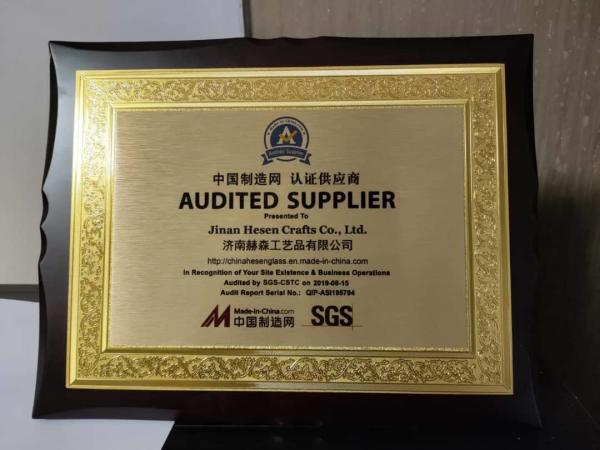 Audited Supplier
中国制造网 认证供应商
AUDITED SUPPLIER
Presented To
Jinan Hesen Crafts Co., Ltd.
济南赫森工艺品有限公司
http://chinahesenglass.en.made-in-china.com
In Recognition of Your Site Existence & Business Operations
Audited by SGS-CSTC on 2019-08-15
Audit Report Serial No.: QIP-ASI195794
Made-in-China.com
中国制造网
SGS